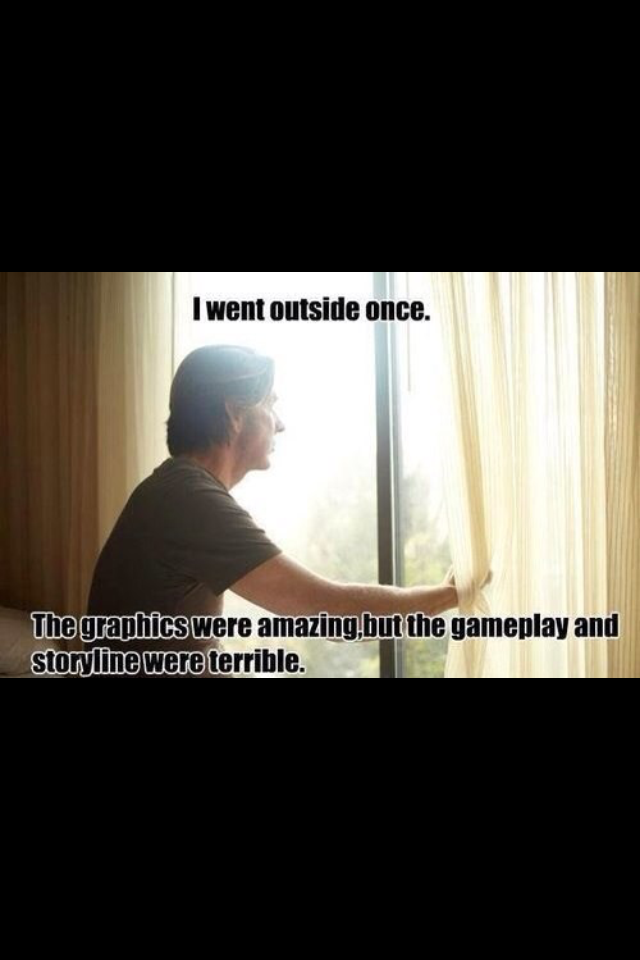 I went outside once.
The graphics were amazing,but the gameplay and
storyline were terrible.